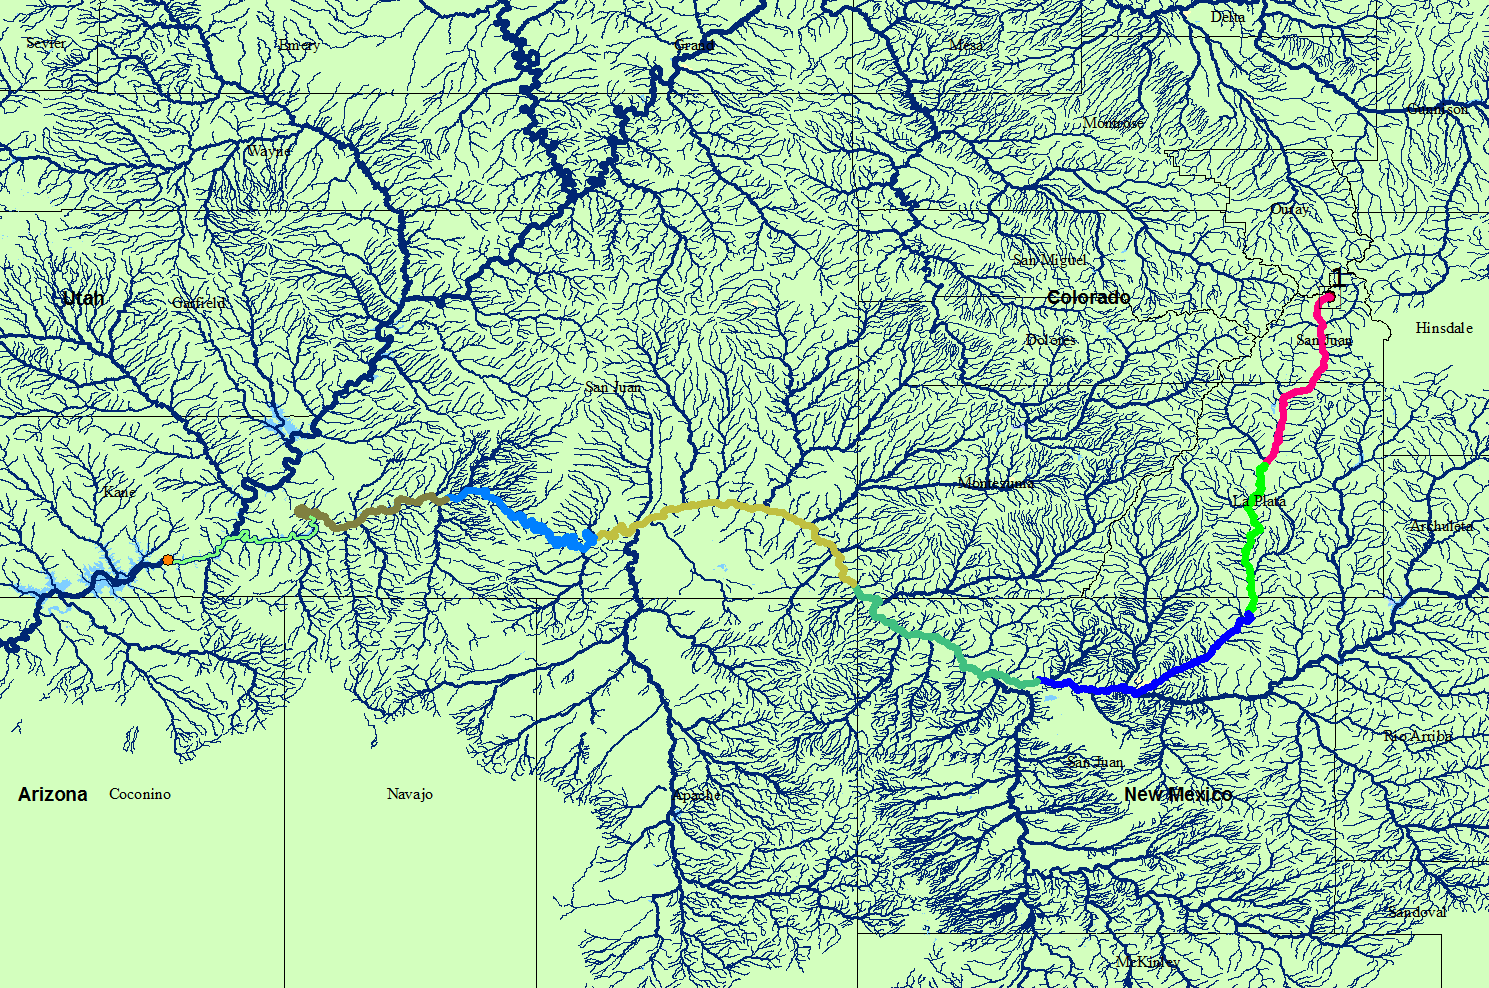 Delta
Sevier
Emery
Grand
Mesa
Gunnison
Montrose
Wayne
Ouray
San Miguel
1
Utah
Garfield
Colorado
Hinsdale
Dolores
San Juan
San Juan
Montezuma
Kane
La Plata
Archuleta
Rio Arriba
San Juan
Arizona
Coconino
Navajo
Apache
New Mexico
Sandoval
McKinley